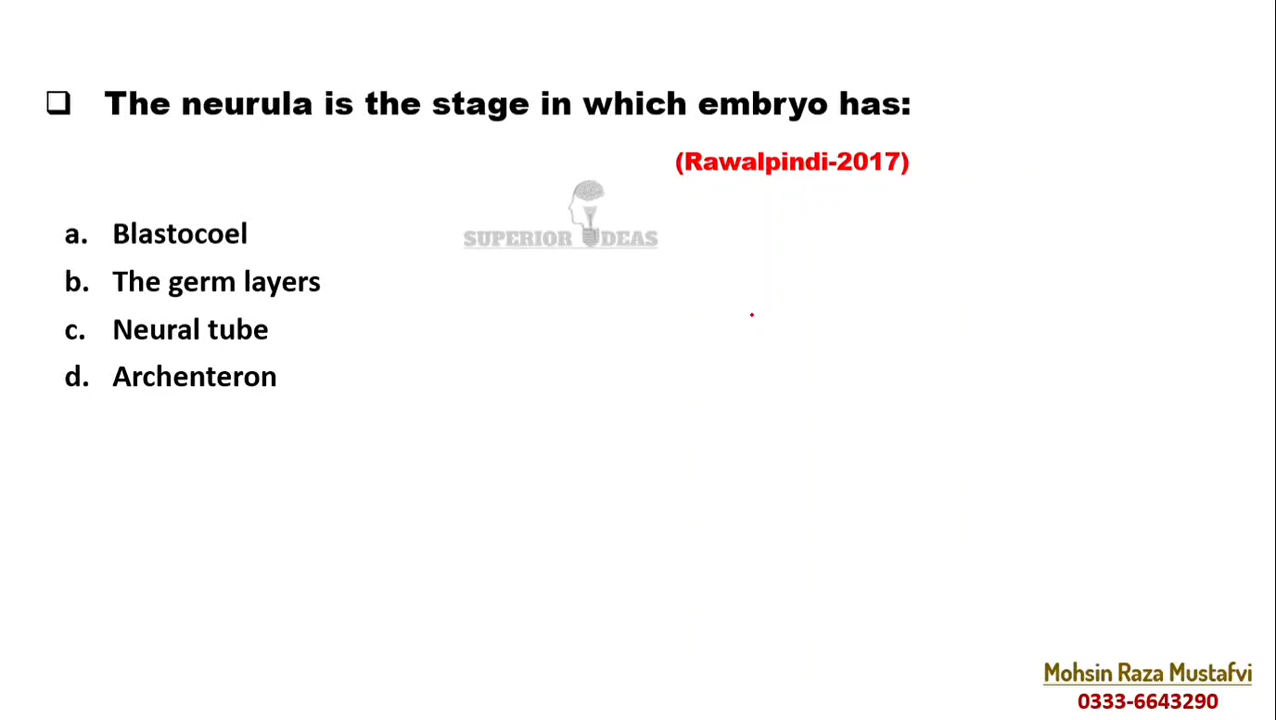 ❑ The neurula is the stage in which embryo has:
(Rawalpindi-2017)
SUPERIOR IDEAS
a. Blastocoel
b. The germ layers
c. Neural tube
d. Archenteron
Mohsin Raza Mustafvi
0333-6643290